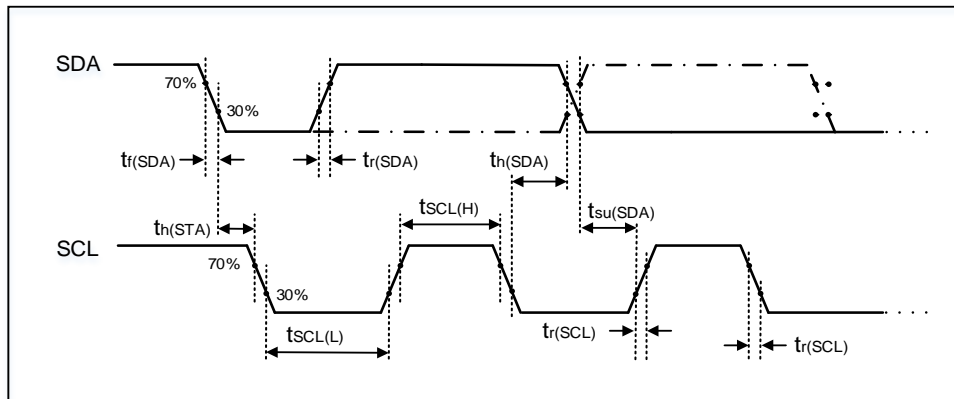 SDA
70%
30%
tf(SDA)
tr(SDA)
th(SDA)
th(STA)
tSCL(H)
tsu(SDA)
SCL
70%
30%
tSCL(L)
tr(SCL)
tr(SCL)